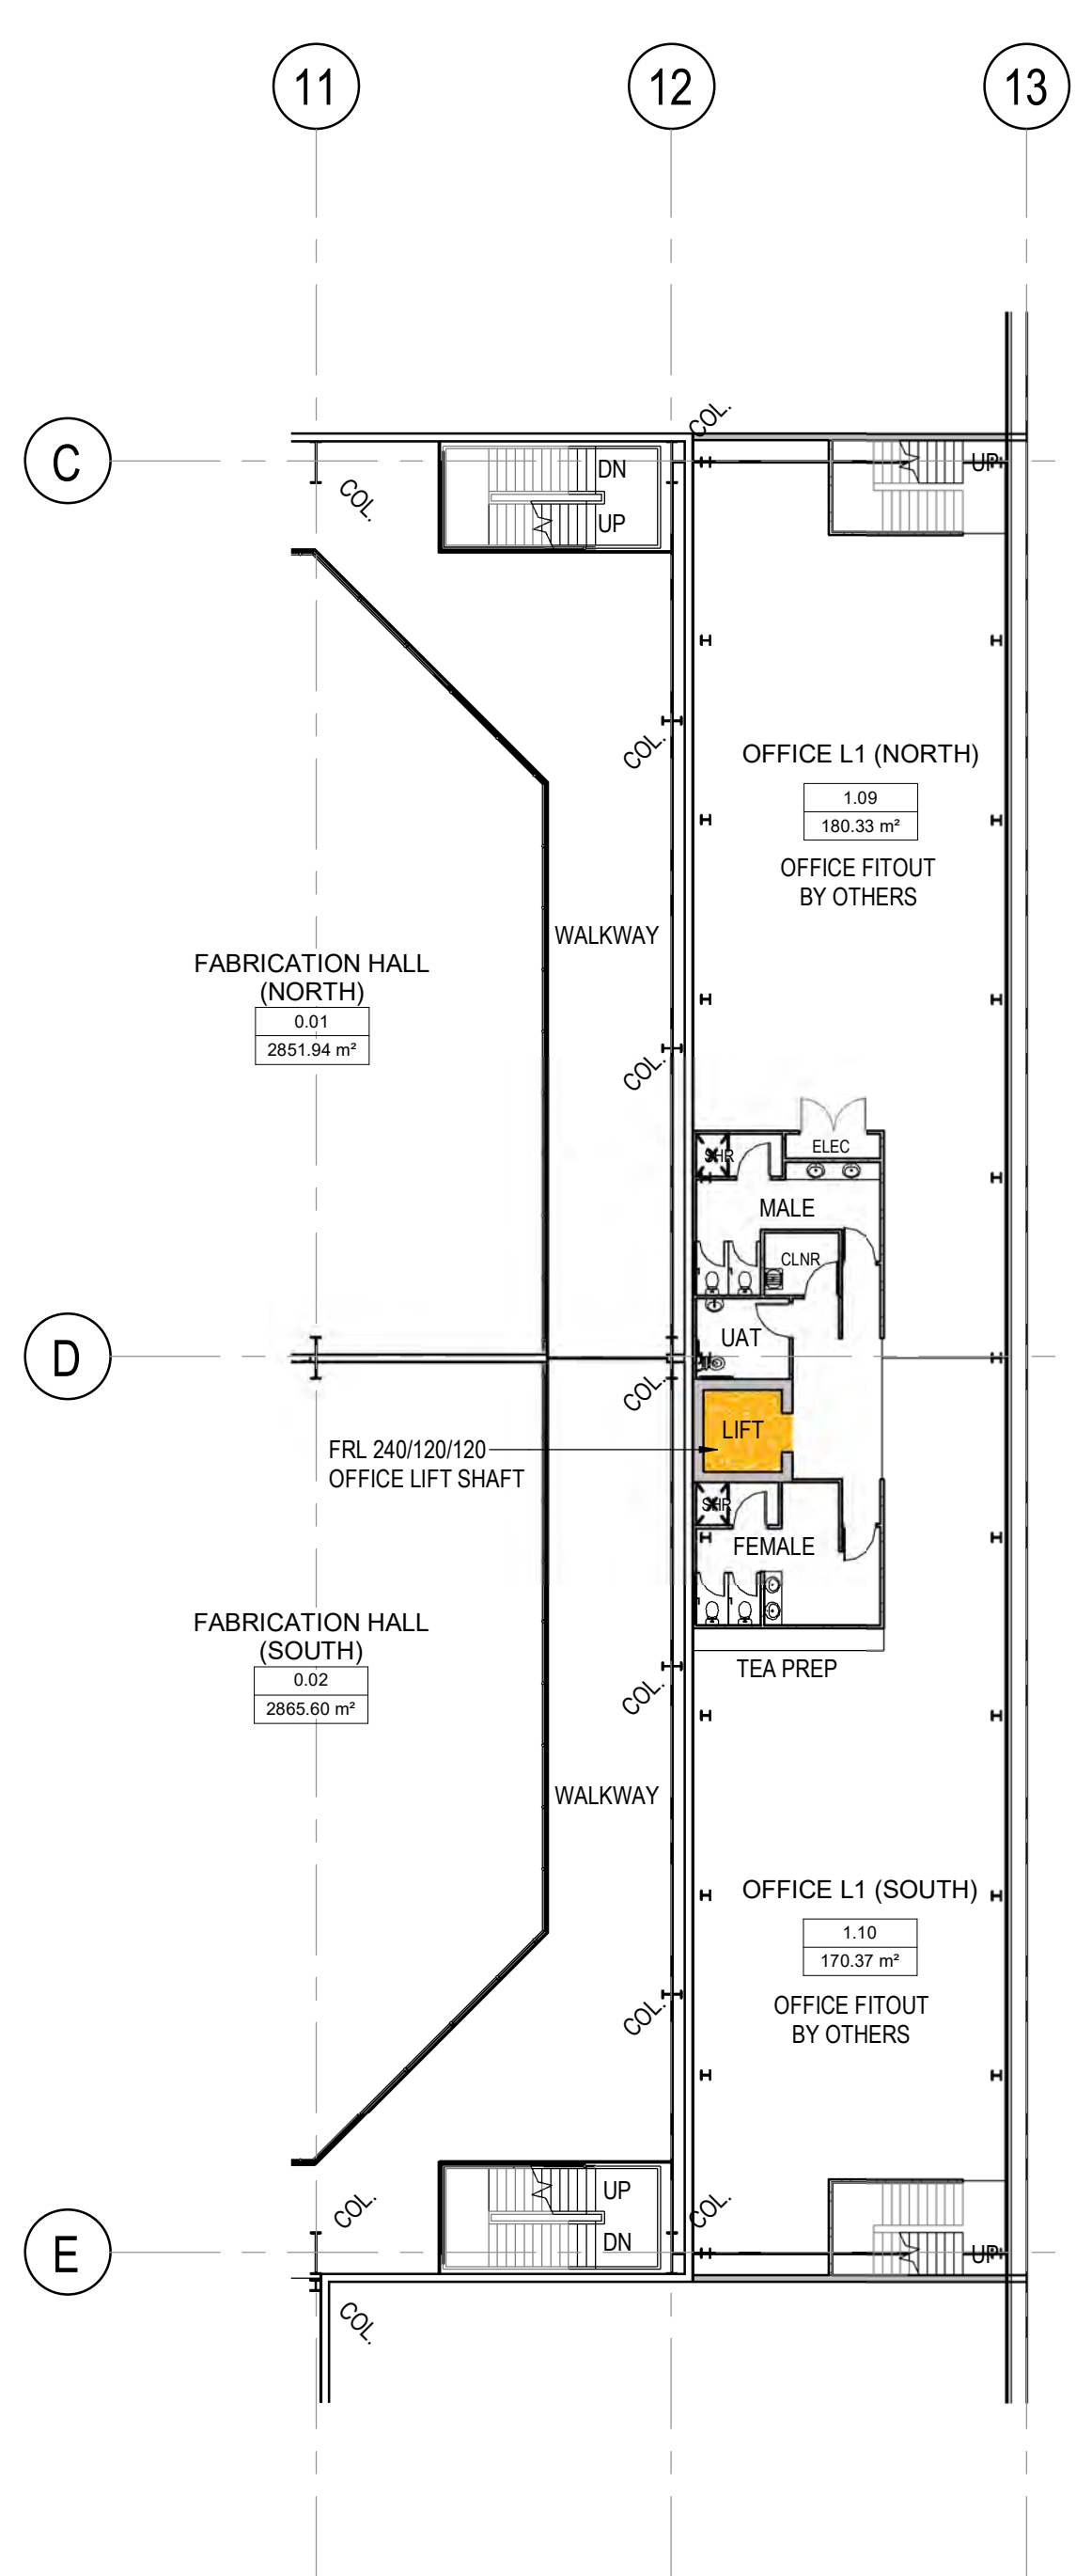 11
12
13
C
COL.
COL.
DN
UP
UP
COL.
OFFICE L1 (NORTH)
1.09
180.33 m²
OFFICE FITOUT
BY OTHERS
WALKWAY
FABRICATION HALL
(NORTH)
0.01
2851.94 m²
COL.
SHR
ELEC
MALE
CLNR
D
UAT
COL.
LIFT
FRL 240/120/120
OFFICE LIFT SHAFT
SHR
FEMALE
FABRICATION HALL
(SOUTH)
0.02
2865.60 m²
TEA PREP
COL.
WALKWAY
OFFICE L1 (SOUTH)
1.10
170.37 m²
OFFICE FITOUT
BY OTHERS
COL.
E
COL.
UP
DN
COL.
UP
COL.